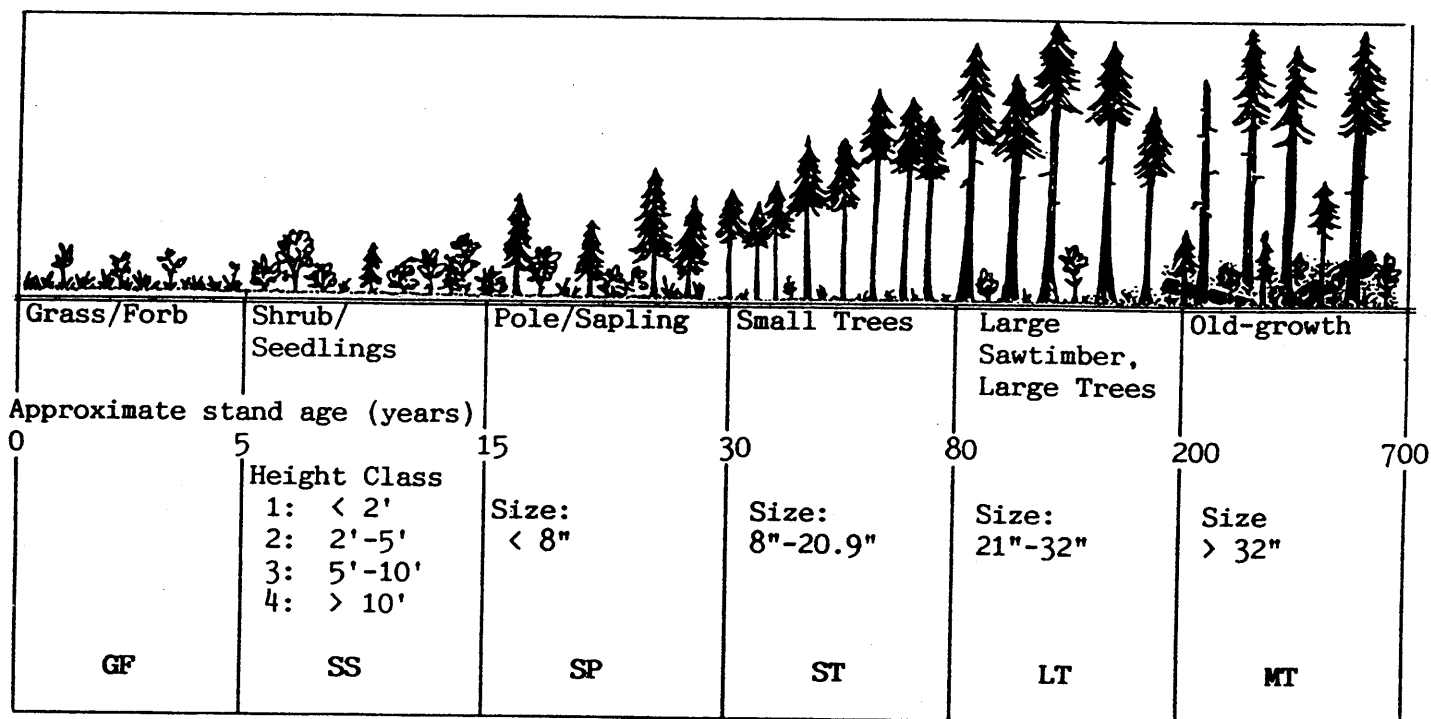 Grass/Forb
Shrub/
Seedlings
Pole/Sapling
Small Trees
Large
Sawtimber,
Large Trees
Old-growth
Approximate stand age (years)
0 5 15 30 80 200 700
Height Class
1: < 2'
2: 2'-5'
3: 5'-10'
4: > 10'
Size:
< 8"
Size:
8"-20.9"
Size:
21"-32"
Size
> 32"
GF SS SP ST LT MT